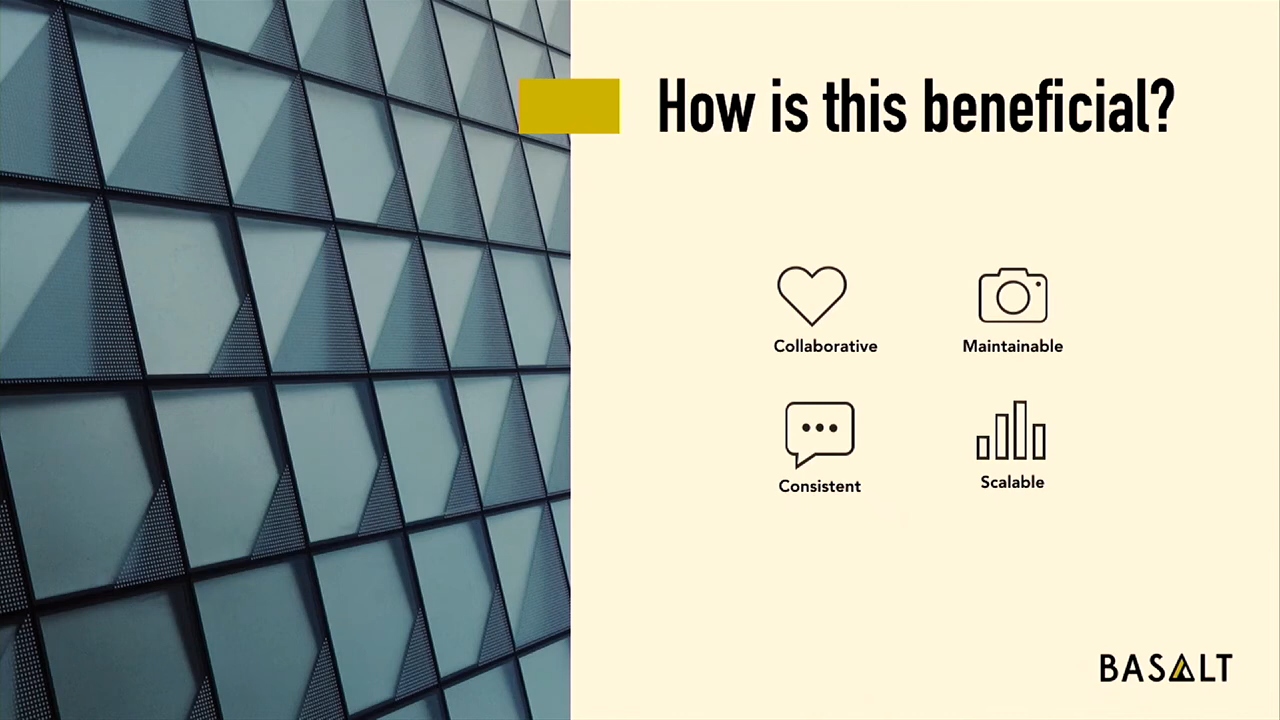 How is this beneficial?
Collaborative
Maintainable
Consistent
Scalable
BASALT